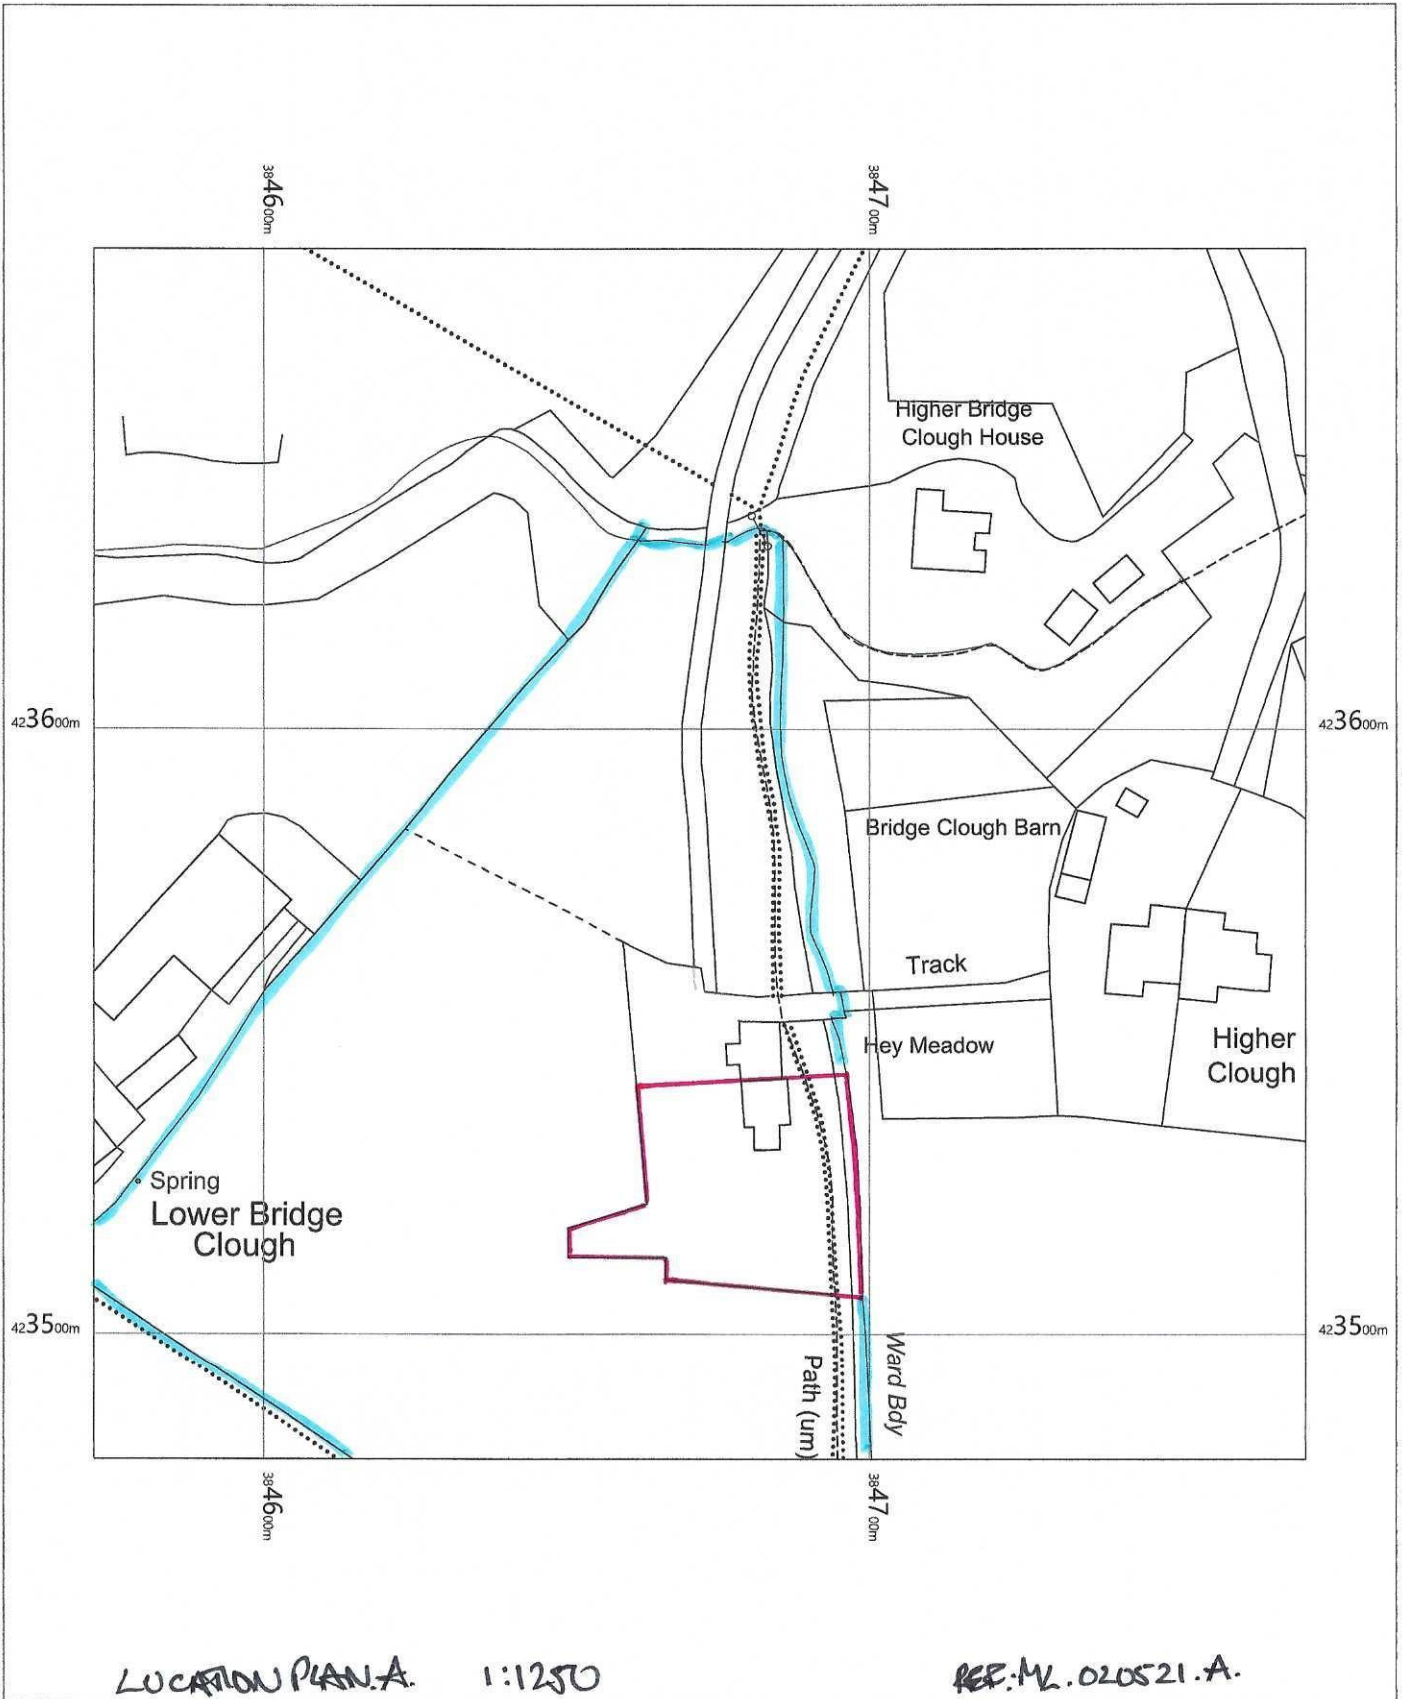 384600m
384700m
Higher Bridge
Clough House
423600m
423600m
Bridge Clough Barn
Track
Hey Meadow
Higher
Clough
Spring
Lower Bridge
Clough
423500m
423500m
Ward Bdy
Path (um)
384600m
384700m
LOCATION PLAN.A. 1:1250
REF:ML.020521.A.